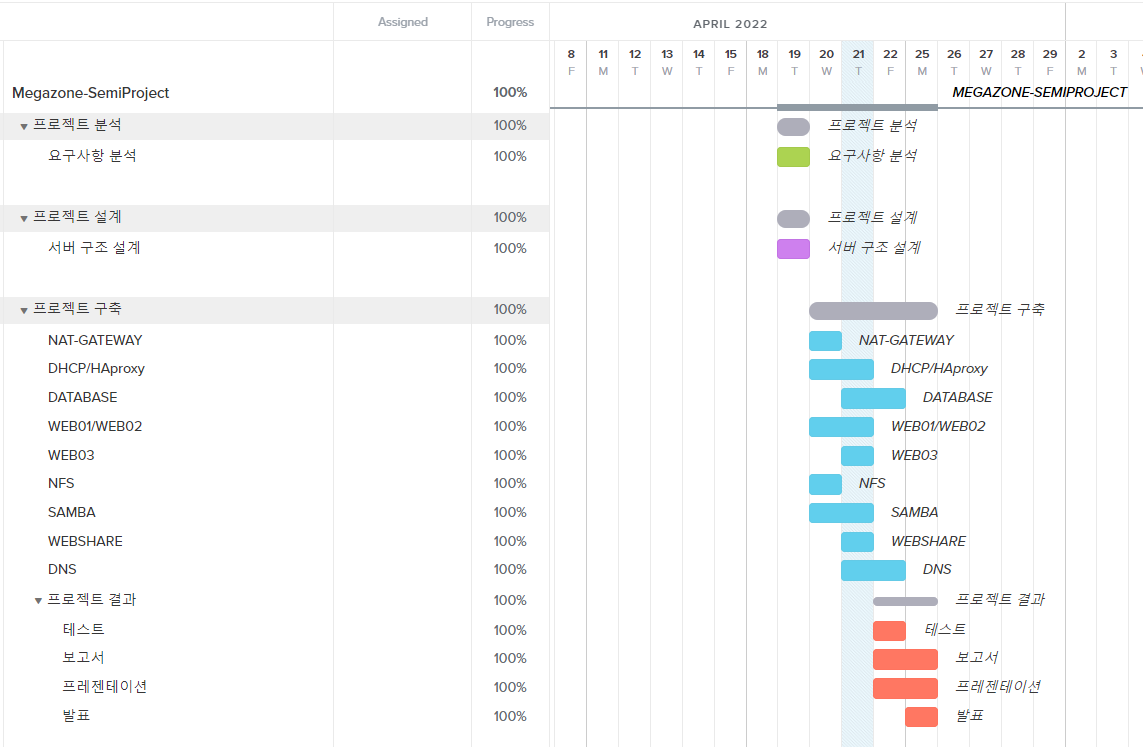 Assigned Progress APRIL 2022
8 11 12 13 14 15 18 19 20 21 22 25 26 27 28 29 2 3
F M T W T F M T W T F M T W T F M T
Megazone-SemiProject 100% MEGAZONE-SEMIPROJECT
프로젝트 분석 100% 프로젝트 분석
요구사항 분석 100% 요구사항 분석
프로젝트 설계 100% 프로젝트 설계
서버 구조 설계 100% 서버 구조 설계
프로젝트 구축 100% 프로젝트 구축
NAT-GATEWAY 100% NAT-GATEWAY
DHCP/HAproxy 100% DHCP/HAproxy
DATABASE 100% DATABASE
WEB01/WEB02 100% WEB01/WEB02
WEB03 100% WEB03
NFS 100% NFS
SAMBA 100% SAMBA
WEBSHARE 100% WEBSHARE
DNS 100% DNS
프로젝트 결과 100% 프로젝트 결과
테스트 100% 테스트
보고서 100% 보고서
프레젠테이션 100% 프레젠테이션
발표 100% 발표